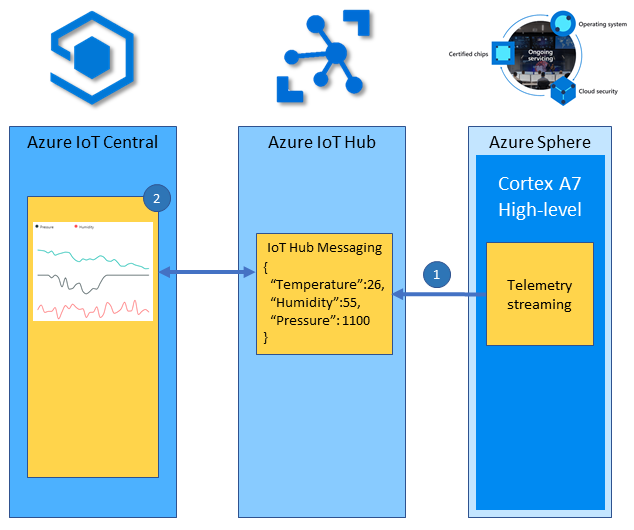 Operating system
Certified chips
Ongoing
servicing
Cloud security
Azure IoT Central
Azure IoT Hub
Azure Sphere
Cortex A7
High-level
2
Pressure
Humidity
IoT Hub Messaging
{
“Temperature”:26,
“Humidity”:55,
“Pressure”: 1100
}
1
Telemetry
streaming